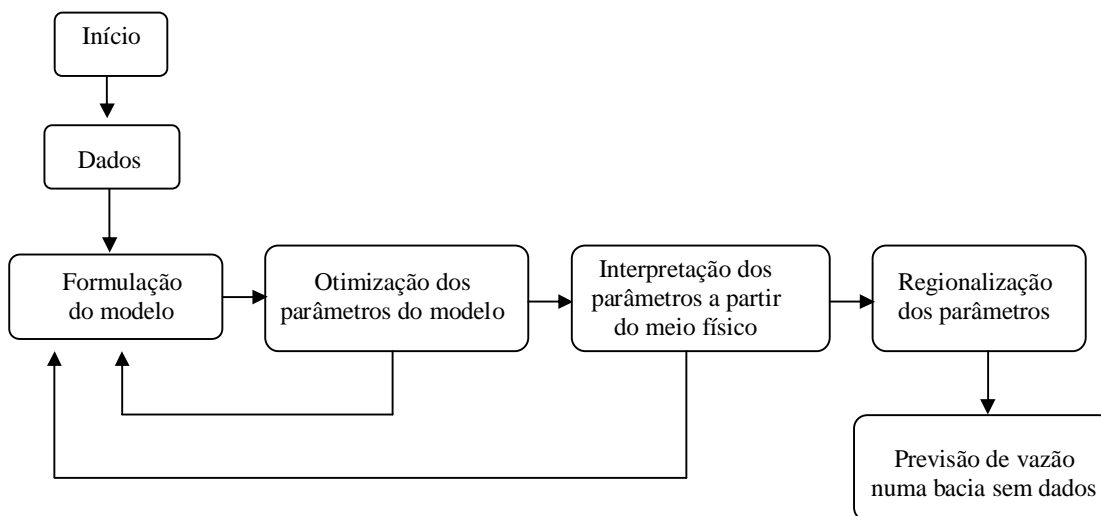 Início
Dados
Formulação
do modelo
Otimização dos
parâmetros do modelo
Interpretação dos
parâmetros a partir
do meio físico
Regionalização
dos parâmetros
Previsão de vazão
numa bacia sem dados